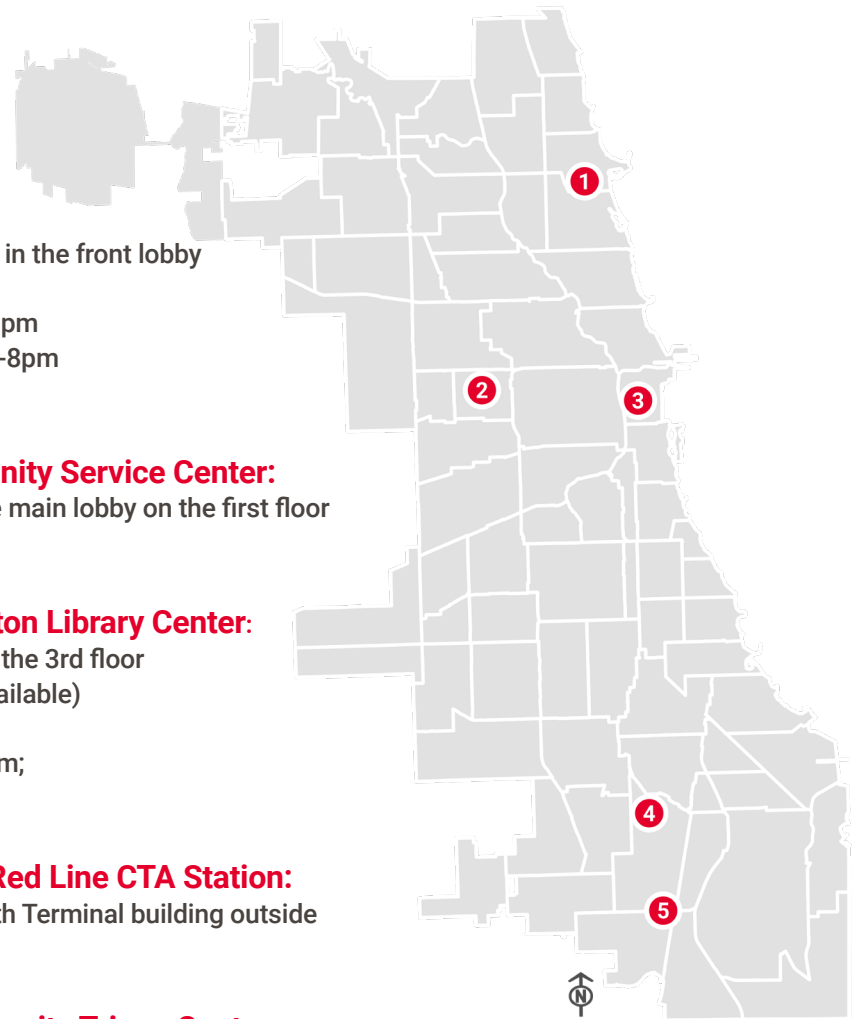 1
in the front lobby
pm
-8pm
2
3
nity Service Center:
main lobby on the first floor
ton Library Center:
the 3rd floor
ailable)
m;
4
Red Line CTA Station:
th Terminal building outside
5
N